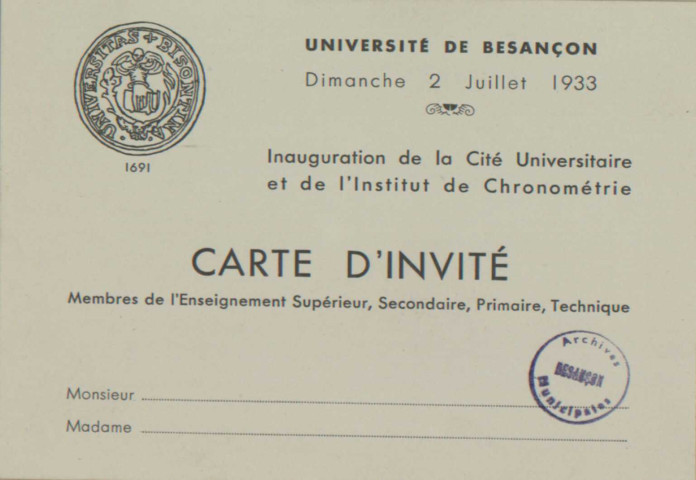 UNIVERSITAS + BISONTINA
1691
UNIVERSITÉ DE BESANÇON
Dimanche 2 Juillet 1933
Inauguration de la Cité Universitaire
et de l'Institut de Chronométrie
CARTE D'INVITÉ
Membres de l'Enseignement Supérieur, Secondaire, Primaire, Technique
Archives
BESANÇON
Municipales
Monsieur
Madame